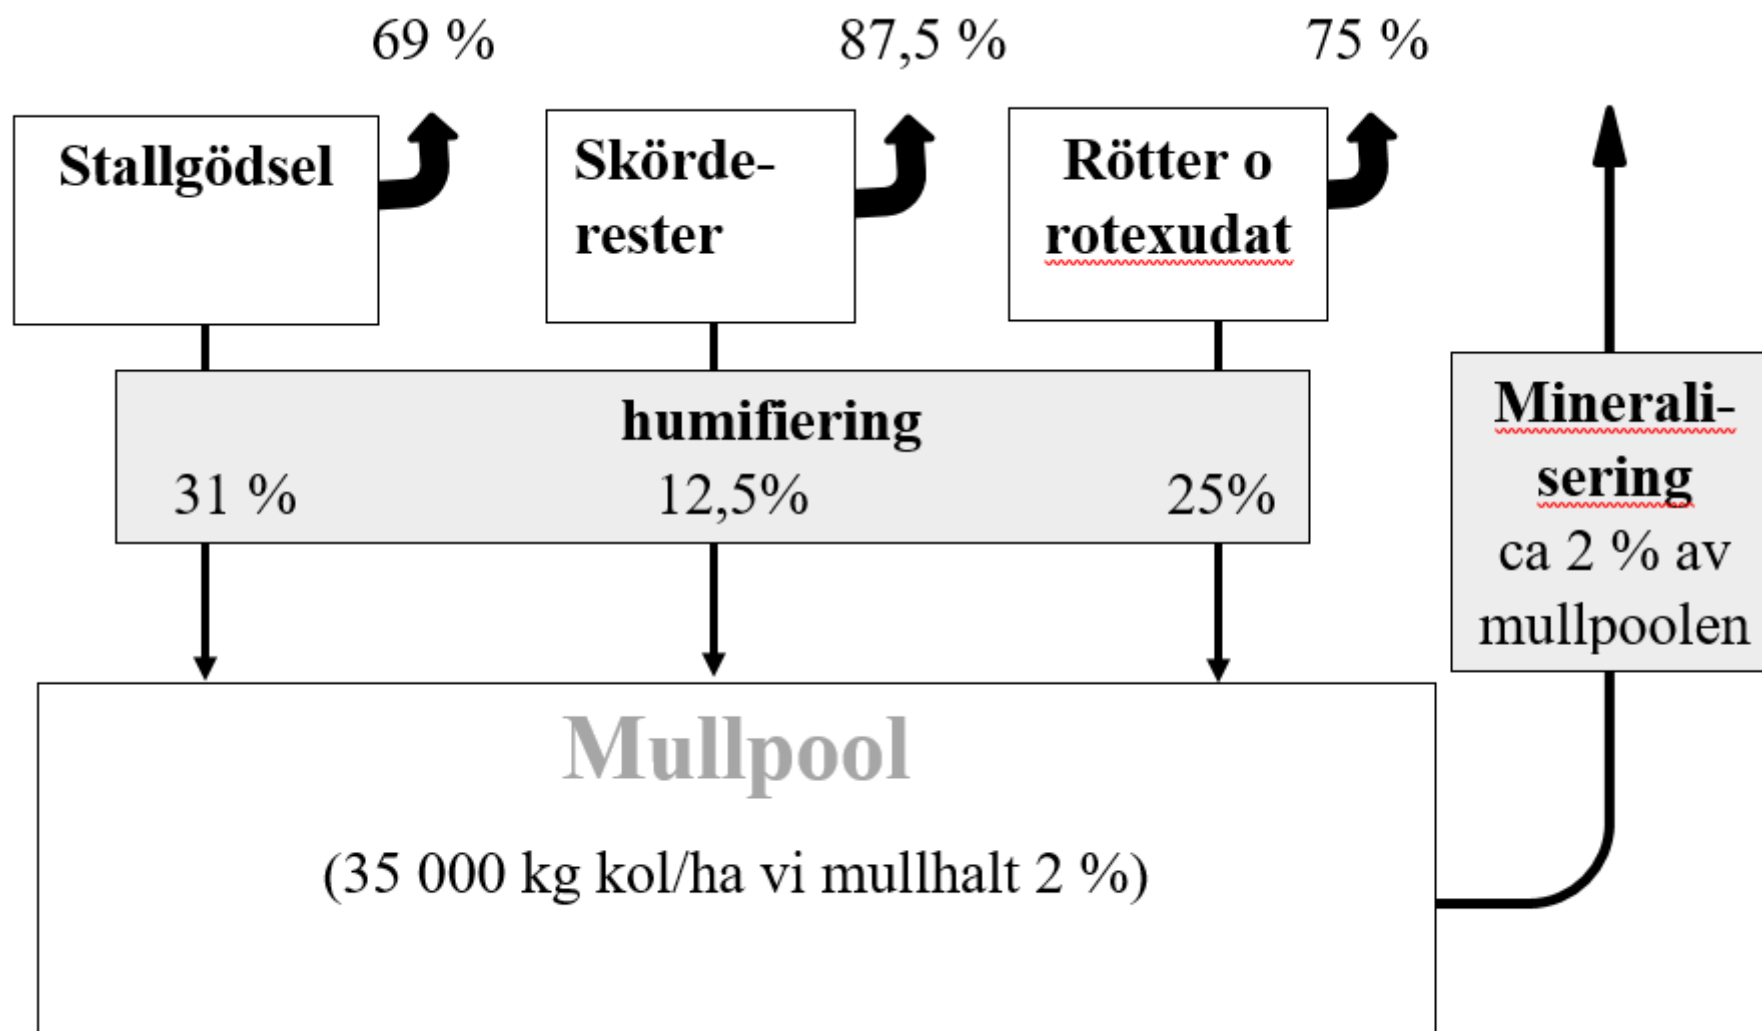 69 %
87,5 %
75 %
Stallgödsel
Skörde-
rester
Rötter o
rotexudat
humifiering
31 %
12,5%
25%
Minerali-
sering
ca 2 % av
mullpoolen
Mullpool
(35 000 kg kol/ha vi mullhalt 2 %)